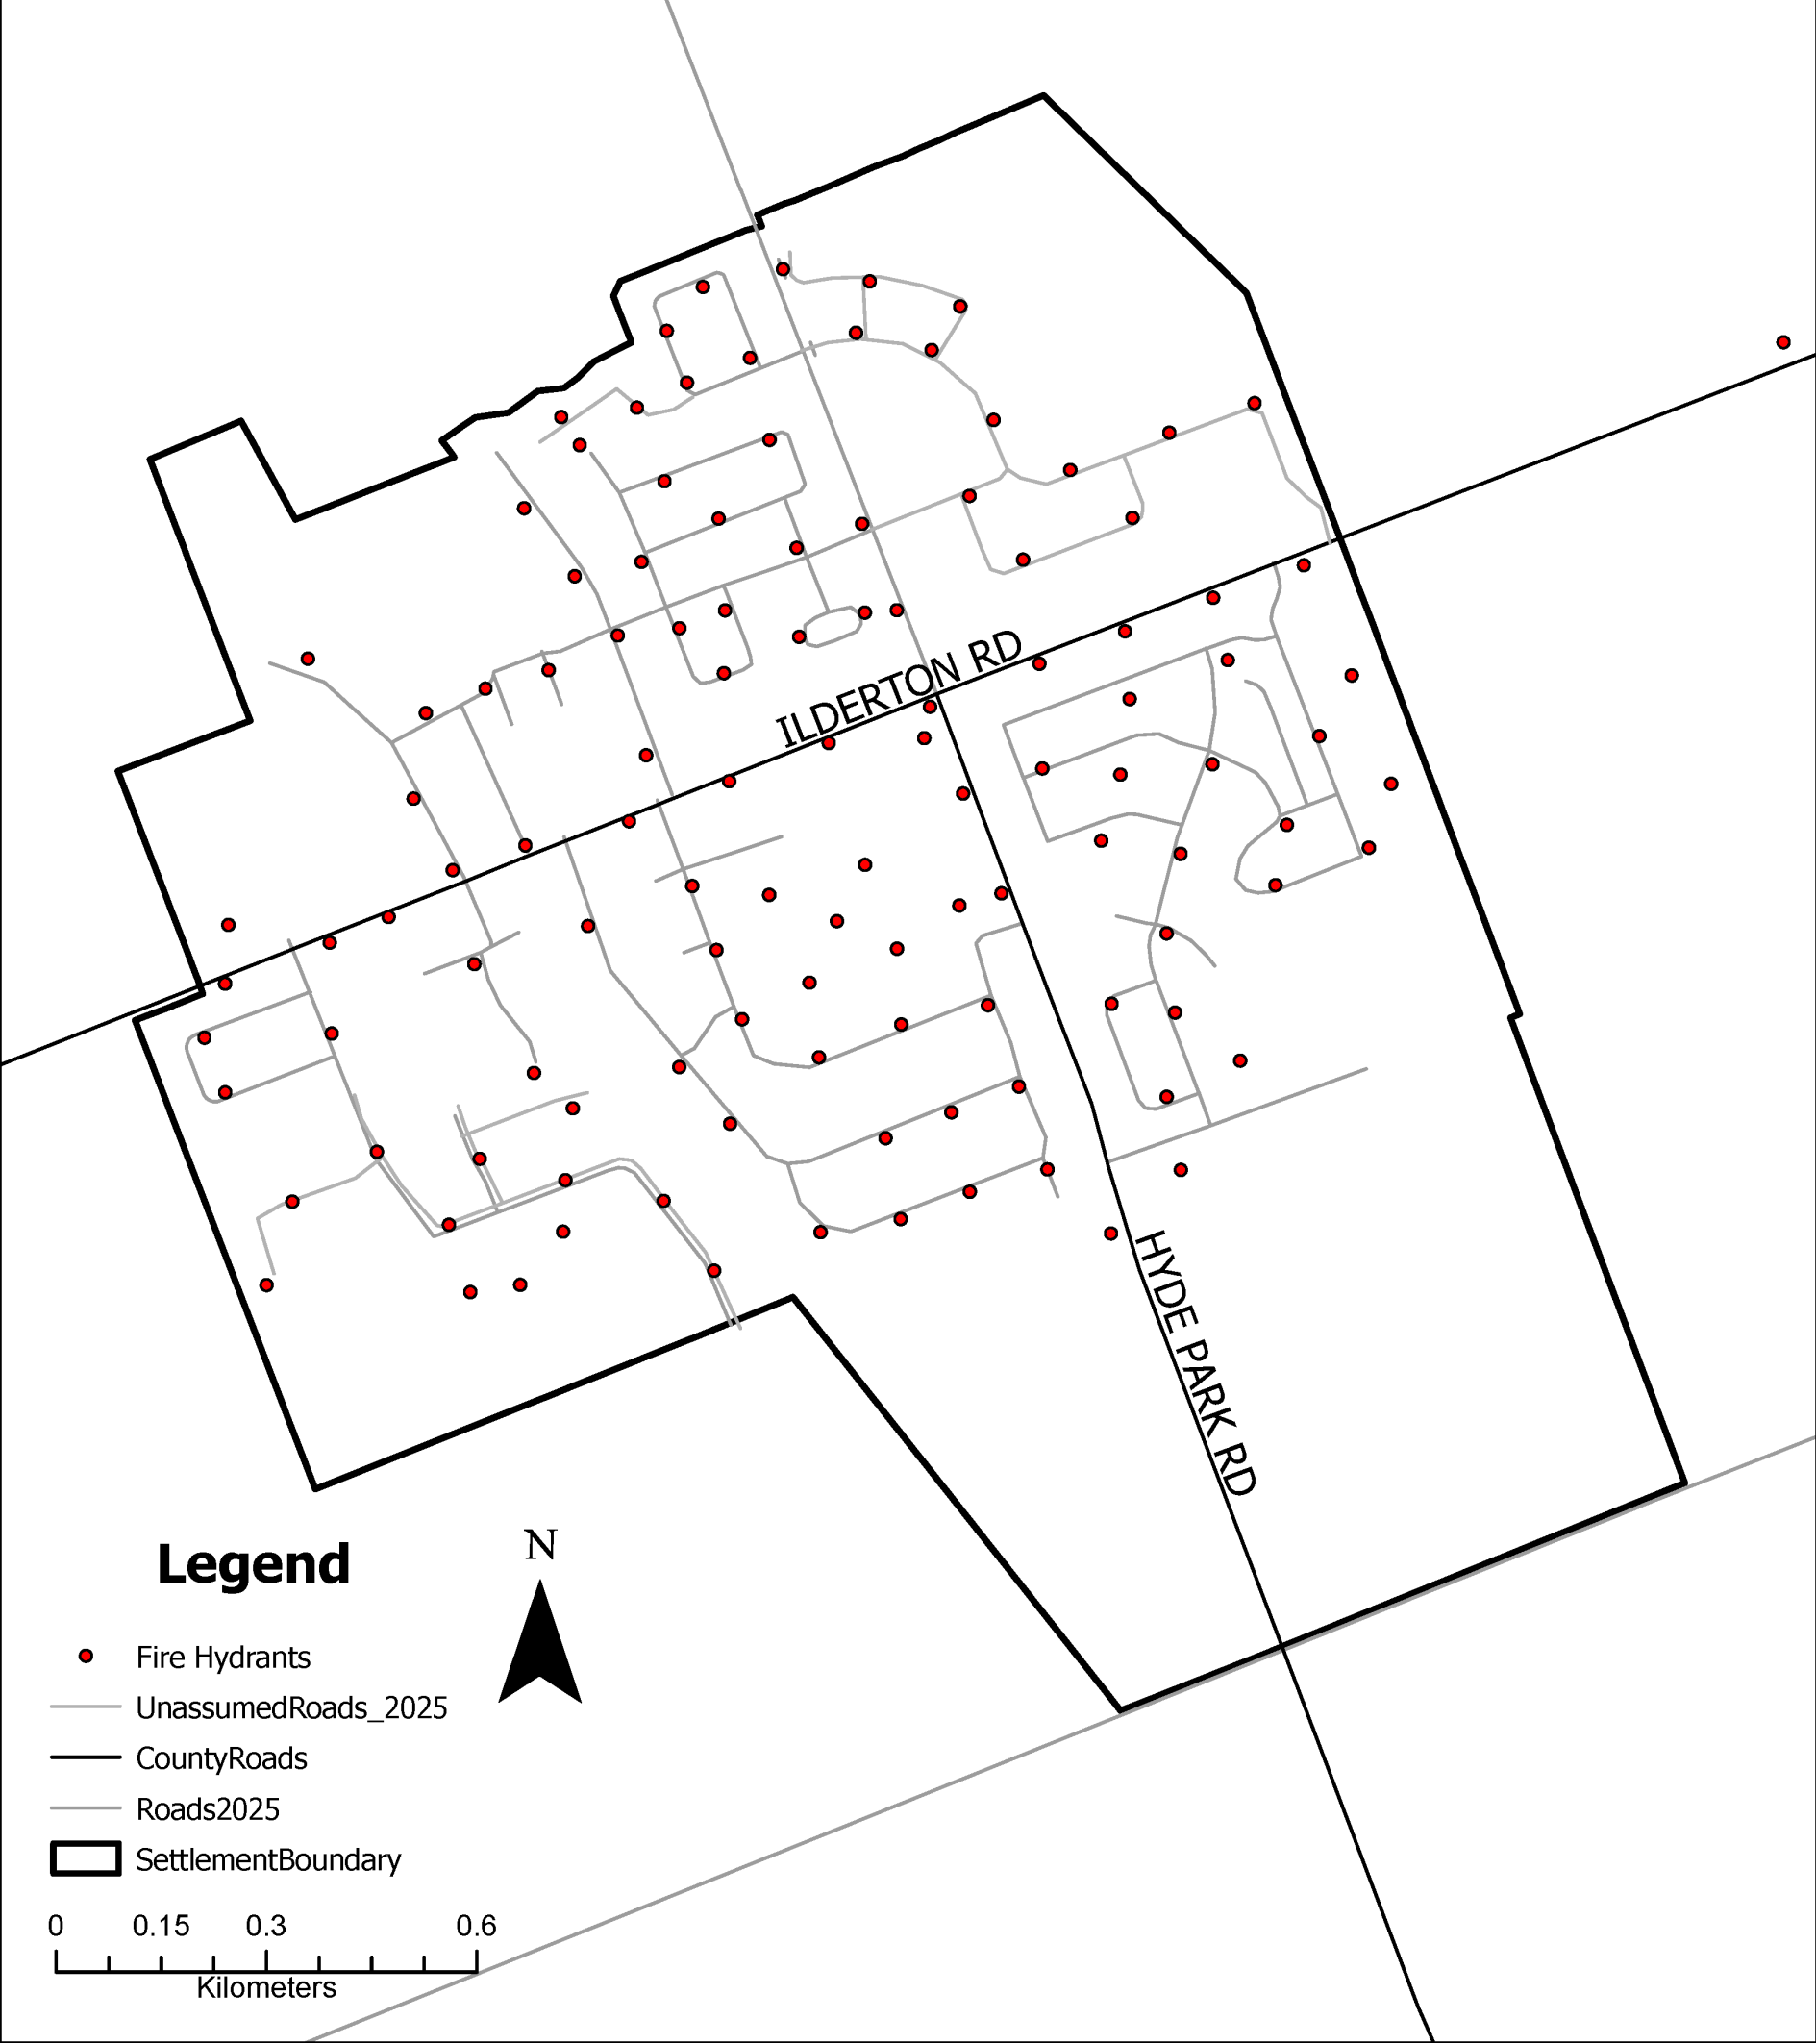 ILDERTON RD
HYDE PARK RD
Legend
N
Fire Hydrants
UnassumedRoads_2025
CountyRoads
Roads2025
SettlementBoundary
0 0.15 0.3 0.6
Kilometers